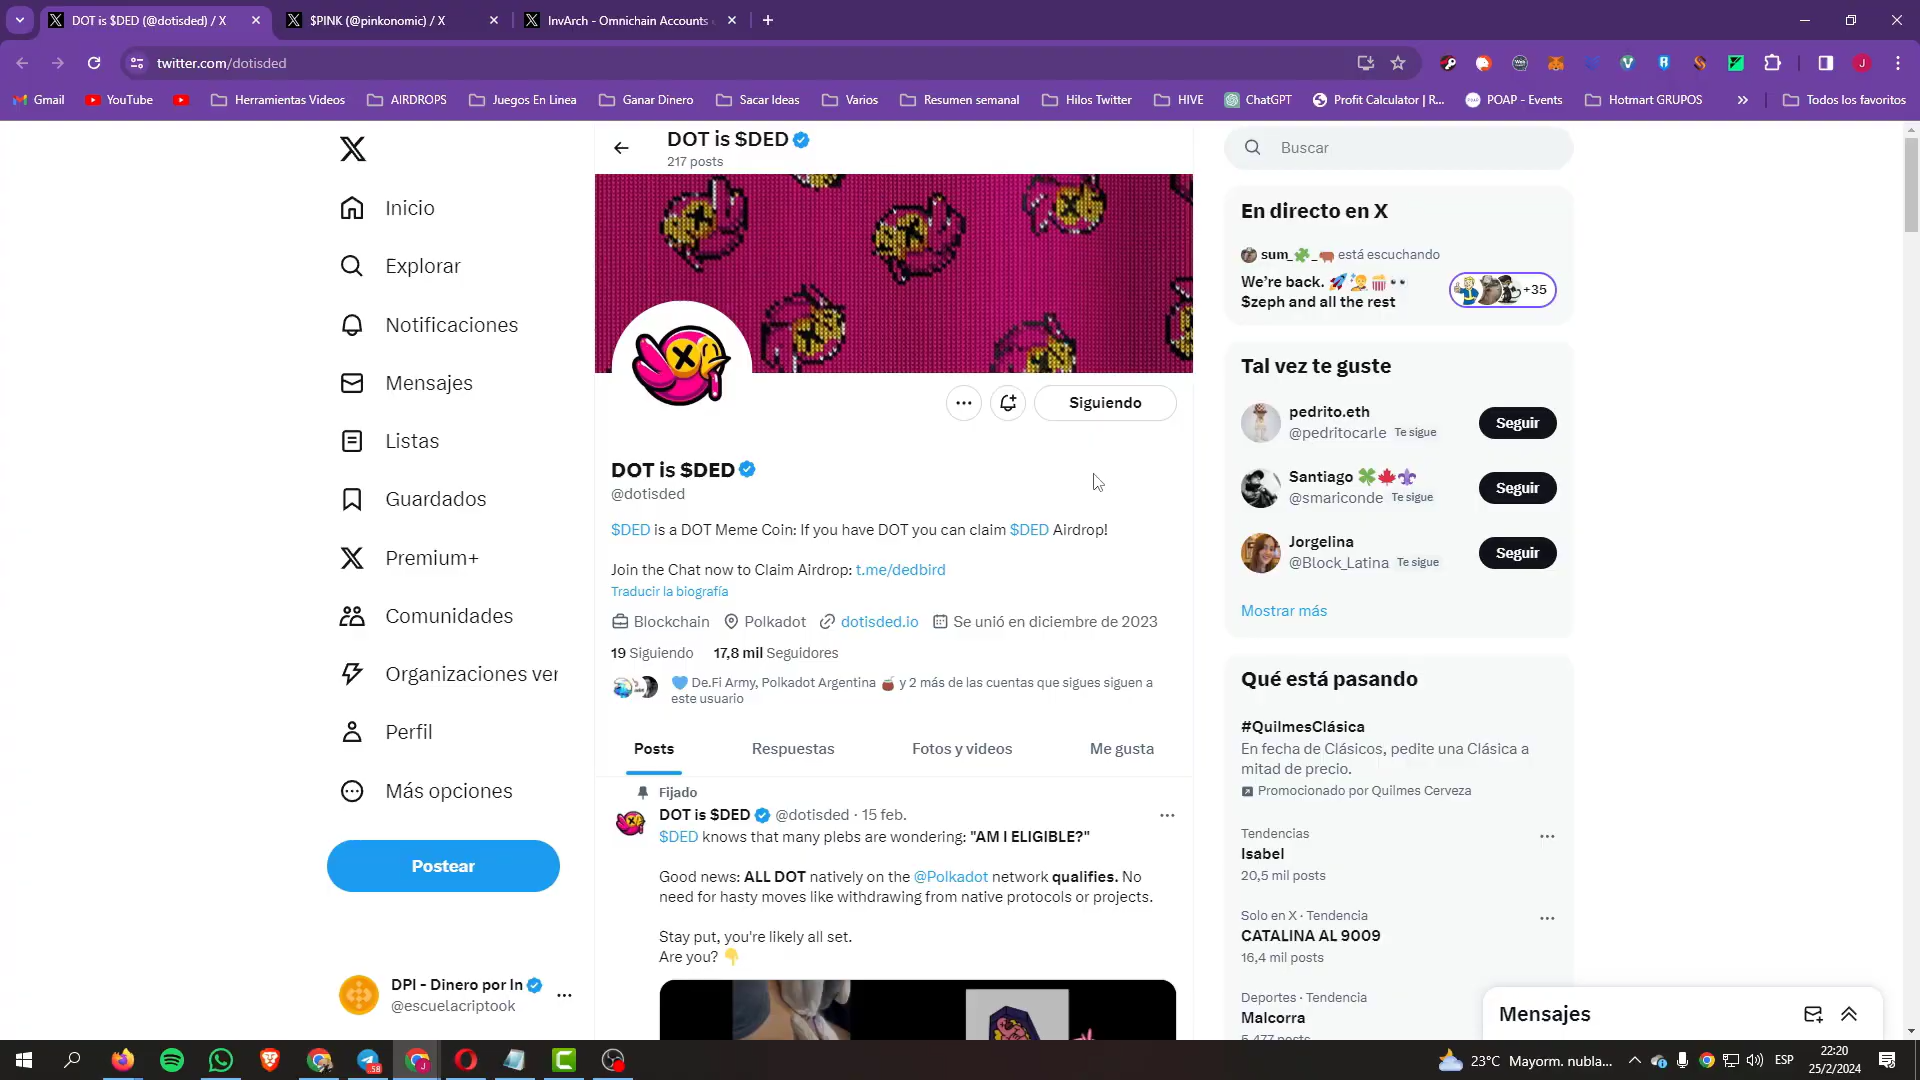 DOT is $DED (@dotisded) / X
$PINK (@pinkonomic) / X
InvArch - Omnichain Accounts
twitter.com/dotisded
Gmail
YouTube
Herramientas Videos
AIRDROPS
Juegos En Linea
Ganar Dinero
Sacar Ideas
Varios
Resumen semanal
Hilos Twitter
HIVE
ChatGPT
Profit Calculator | R...
POAP - Events
Hotmart GRUPOS
Todos los favoritos
Inicio
Explorar
Notificaciones
Mensajes
Listas
Guardados
Premium+
Comunidades
Organizaciones ver
Perfil
Más opciones
Postear
DPI - Dinero por In
@escuelacriptook
DOT is $DED
217 posts
Siguiendo
DOT is $DED
@dotisded
$DED is a DOT Meme Coin: If you have DOT you can claim $DED Airdrop!
Join the Chat now to Claim Airdrop: t.me/dedbird
Traducir la biografía
Blockchain Polkadot dotisded.io Se unió en diciembre de 2023
19 Siguiendo 17,8 mil Seguidores
De.Fi Army, Polkadot Argentina 🧉 y 2 más de las cuentas que sigues siguen a
este usuario
Posts
Respuestas
Fotos y videos
Me gusta
Fijado
DOT is $DED @dotisded · 15 feb.
$DED knows that many plebs are wondering: "AM I ELIGIBLE?"
Good news: ALL DOT natively on the @Polkadot network qualifies. No
need for hasty moves like withdrawing from native protocols or projects.
Stay put, you're likely all set.
Are you? 👇
Buscar
En directo en X
sum_🧩_🐂 está escuchando
We're back. 🚀🤹🍿👀
$zeph and all the rest
+35
Tal vez te guste
pedrito.eth
@pedritocarle Te sigue
Seguir
Santiago 🍀🍁⚜️
@smariconde Te sigue
Seguir
Jorgelina
@Block_Latina Te sigue
Seguir
Mostrar más
Qué está pasando
#QuilmesClásica
En fecha de Clásicos, pedite una Clásica a
mitad de precio.
Promocionado por Quilmes Cerveza
Tendencias
Isabel
20,5 mil posts
Solo en X · Tendencia
CATALINA AL 9009
16,4 mil posts
Deportes · Tendencia
Malcorra
5.477 posts
Mensajes
23°C Mayorm. nubla...
ESP
22:20
25/2/2024